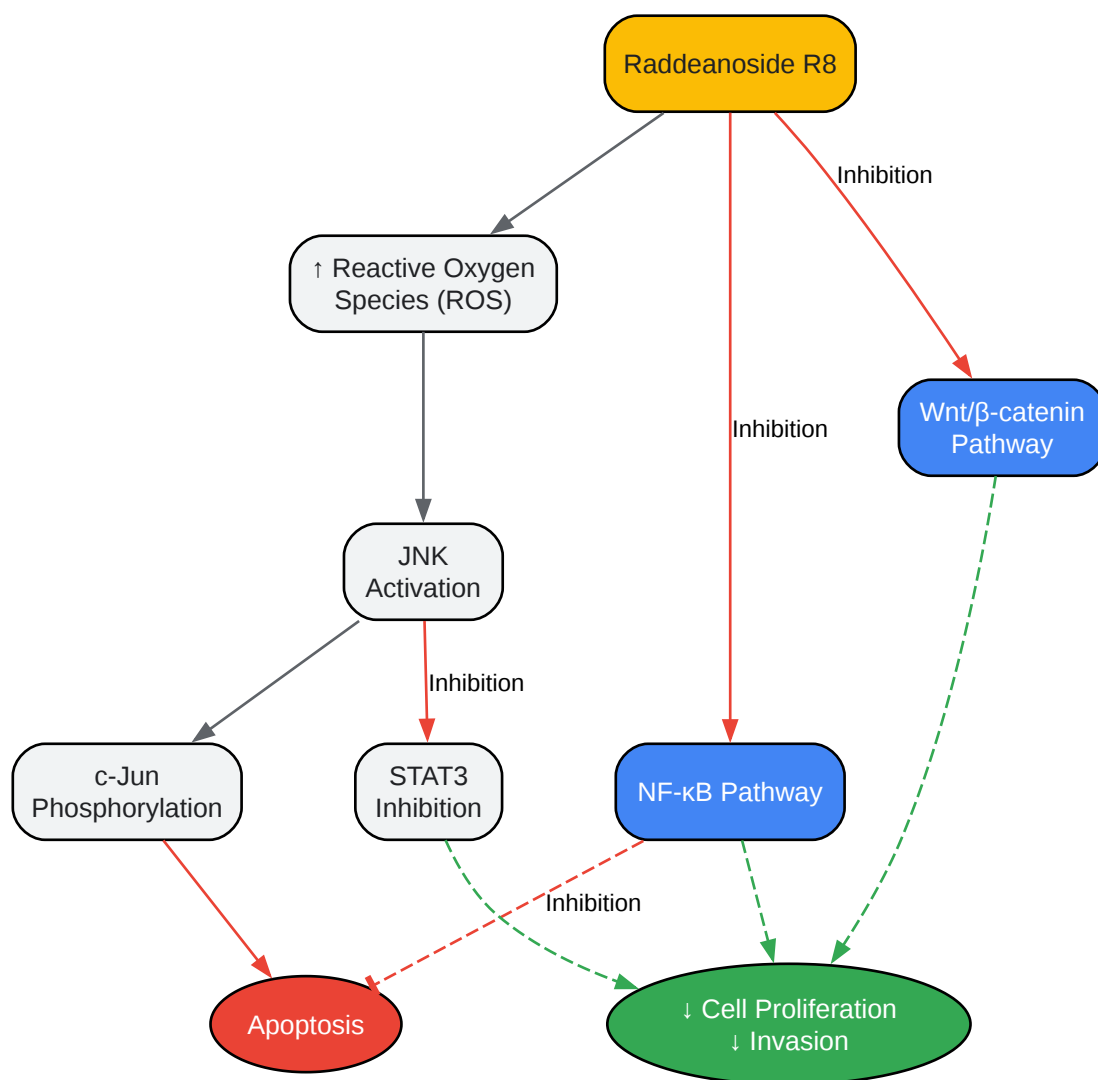 Raddeanoside R8
Inhibition
↑ Reactive Oxygen
Species (ROS)
Wnt/β-catenin
Pathway
Inhibition
JNK
Activation
Inhibition
c-Jun
Phosphorylation
STAT3
Inhibition
NF-κB Pathway
Inhibition
Apoptosis
↓ Cell Proliferation
↓ Invasion